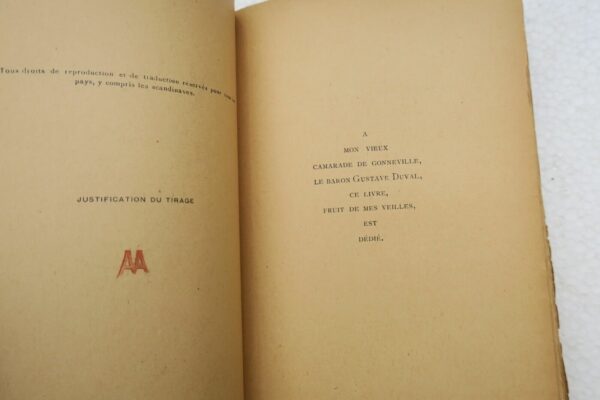 Tous droits de reproduction et de traduction réservés pour tous
pays, y compris les scandinaves.
JUSTIFICATION DU TIRAGE
AA
A
MON VIEUX
CAMARADE DE GONNEVILLE,
LE BARON GUSTAVE DUVAL,
CE LIVRE,
FRUIT DE MES VEILLES,
EST
DÉDIÉ.